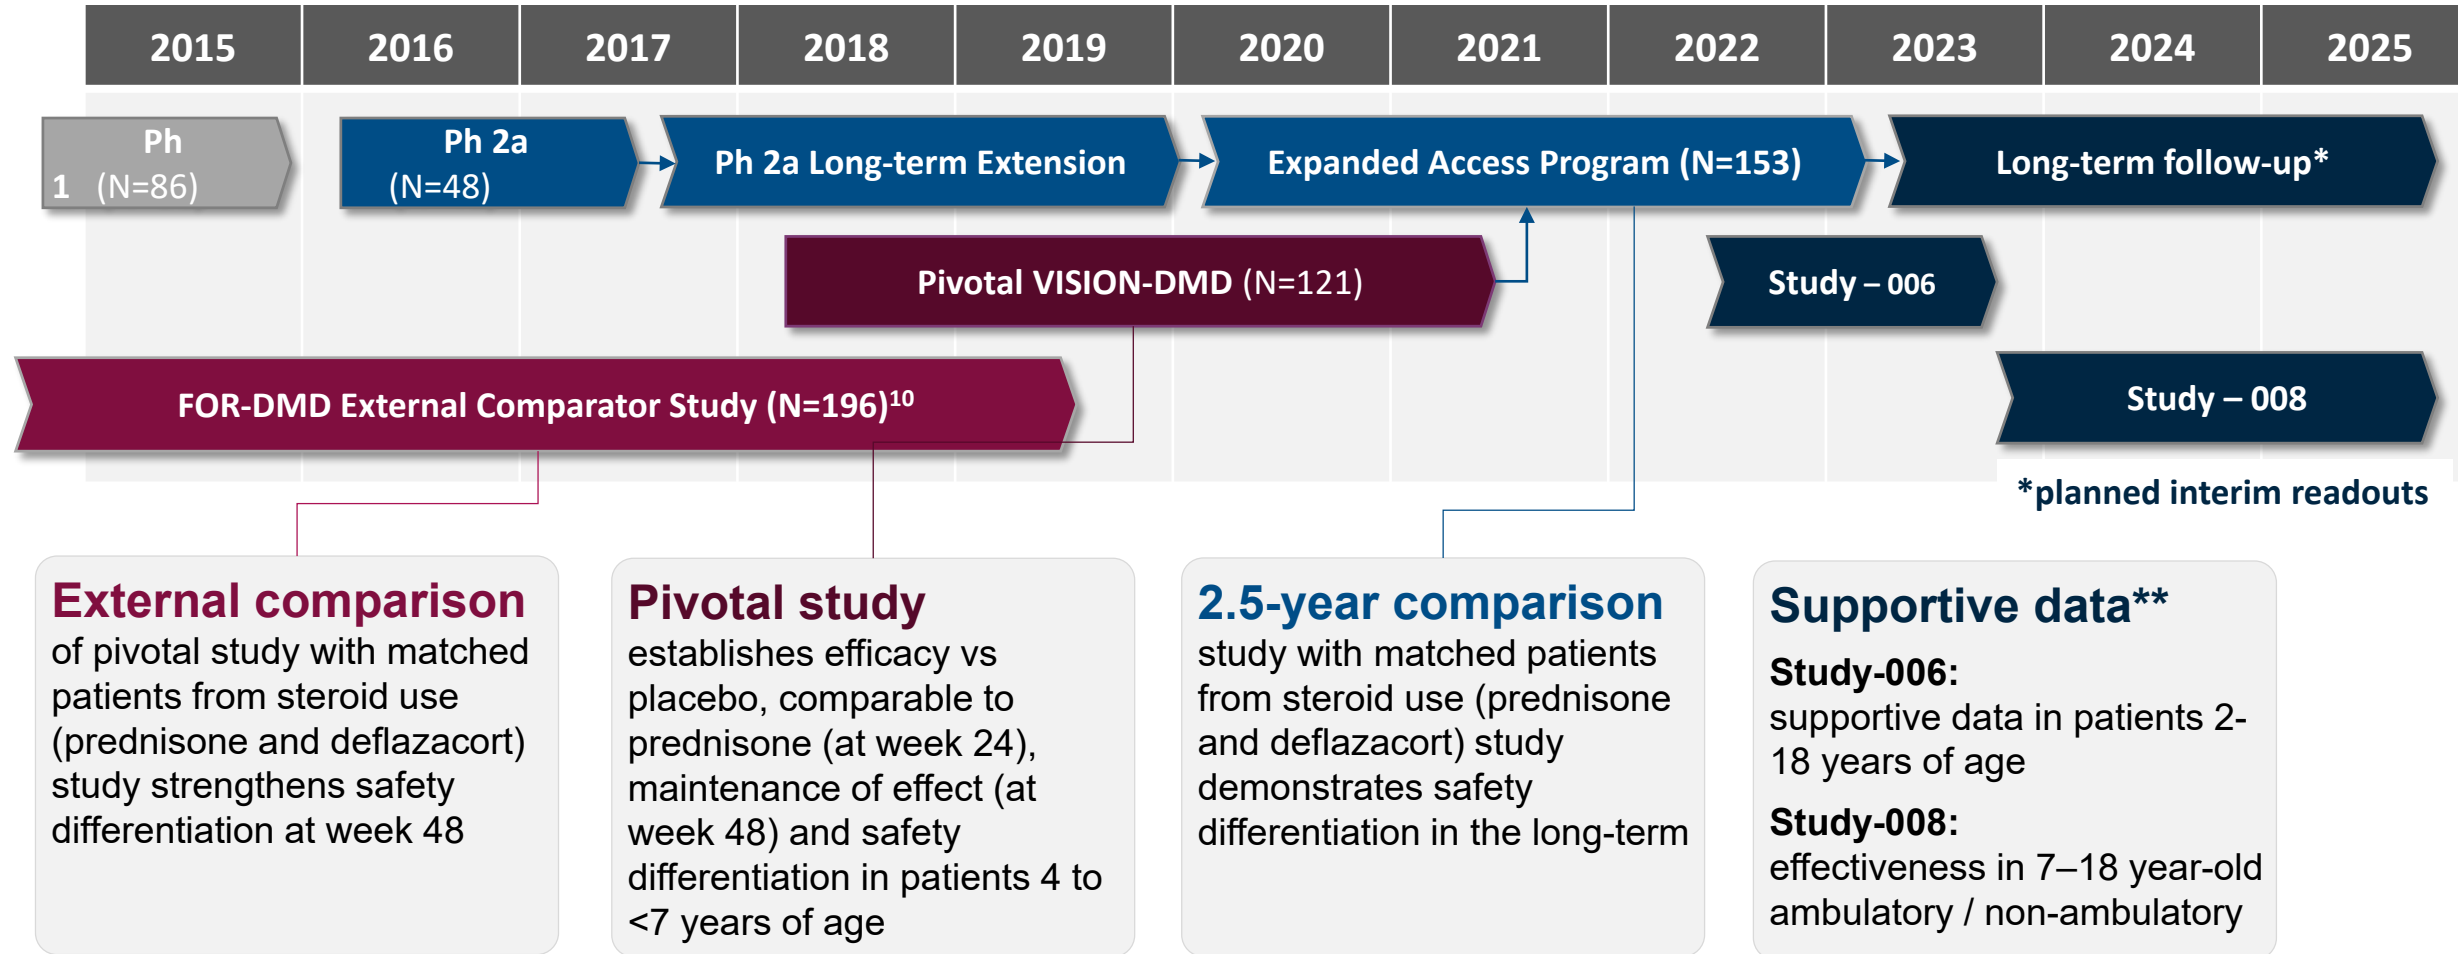 2015 2016 2017 2018 2019 2020 2021 2022 2023 2024 2025
Ph
1 (N=86)
Ph 2a
(N=48)
Ph 2a Long-term Extension
Expanded Access Program (N=153)
Long-term follow-up*
Pivotal VISION-DMD (N=121)
Study – 006
FOR-DMD External Comparator Study (N=196)¹⁰
Study – 008
*planned interim readouts
External comparison
of pivotal study with matched
patients from steroid use
(prednisone and deflazacort)
study strengthens safety
differentiation at week 48
Pivotal study
establishes efficacy vs
placebo, comparable to
prednisone (at week 24),
maintenance of effect (at
week 48) and safety
differentiation in patients 4 to
<7 years of age
2.5-year comparison
study with matched patients
from steroid use (prednisone
and deflazacort) study
demonstrates safety
differentiation in the long-term
Supportive data**
Study-006:
supportive data in patients 2-
18 years of age
Study-008:
effectiveness in 7–18 year-old
ambulatory / non-ambulatory